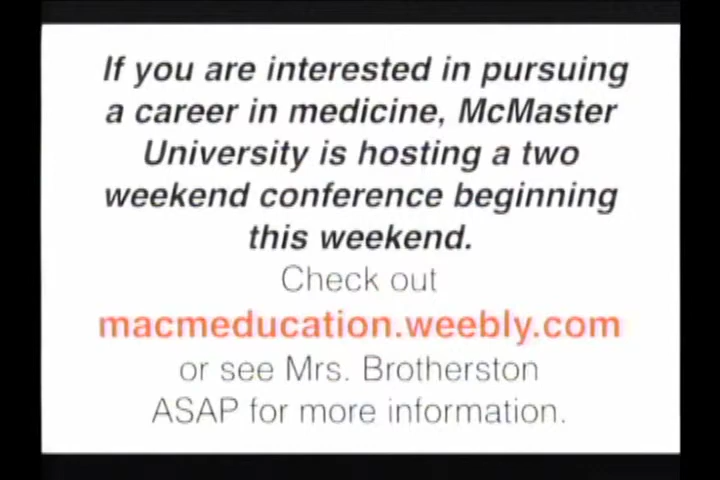 If you are interested in pursuing
a career in medicine, McMaster
University is hosting a two
weekend conference beginning
this weekend.
Check out
macmeducation.weebly.com
or see Mrs. Brotherston
ASAP for more information.